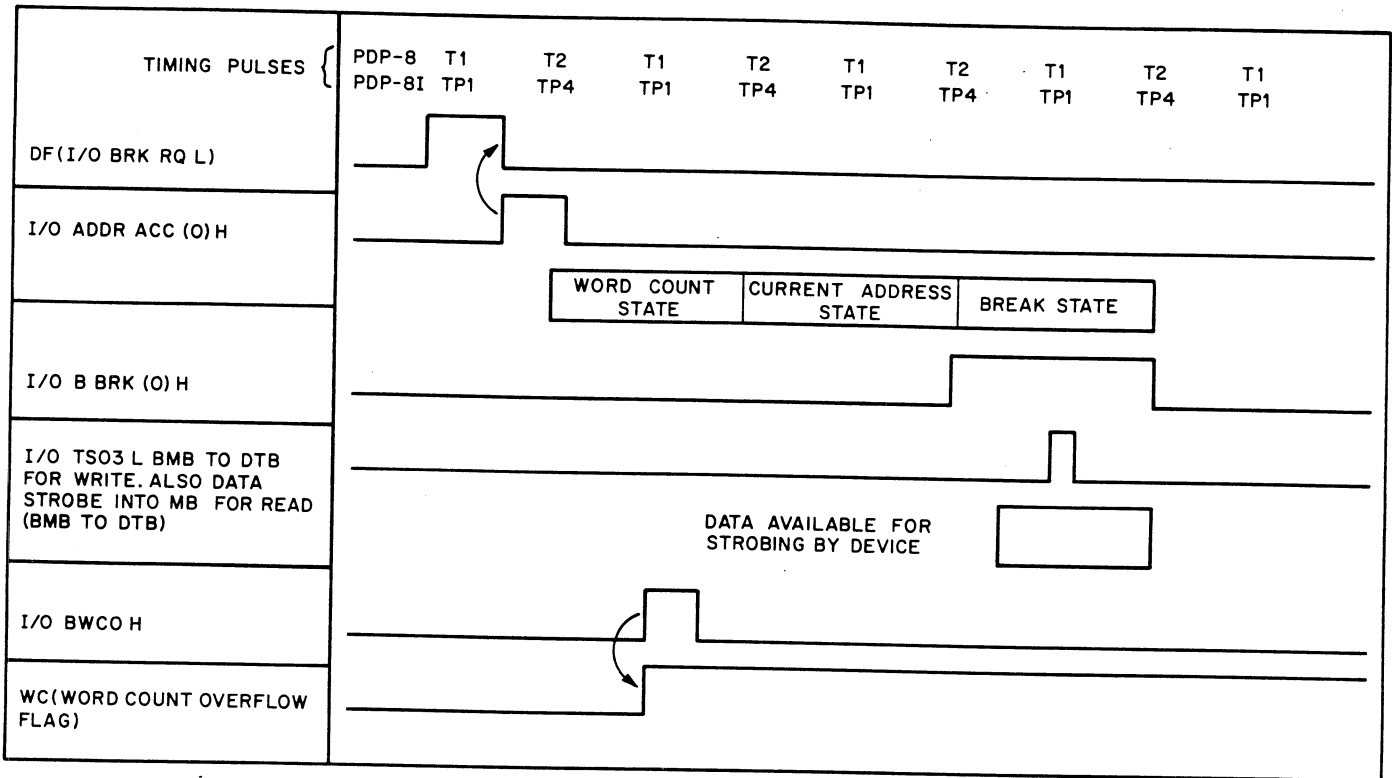 TIMING PULSES {
PDP-8 T1 T2 T1 T2 T1 T2 T1 T2 T1
PDP-8I TP1 TP4 TP1 TP4 TP1 TP4 TP1 TP4 TP1
DF(I/O BRK RQ L)
I/O ADDR ACC (0) H
WORD COUNT
STATE
CURRENT ADDRESS
STATE
BREAK STATE
I/O B BRK (0) H
I/O TS03 L BMB TO DTB
FOR WRITE. ALSO DATA
STROBE INTO MB FOR READ
(BMB TO DTB)
DATA AVAILABLE FOR
STROBING BY DEVICE
I/O BWCO H
WC(WORD COUNT OVERFLOW
FLAG)